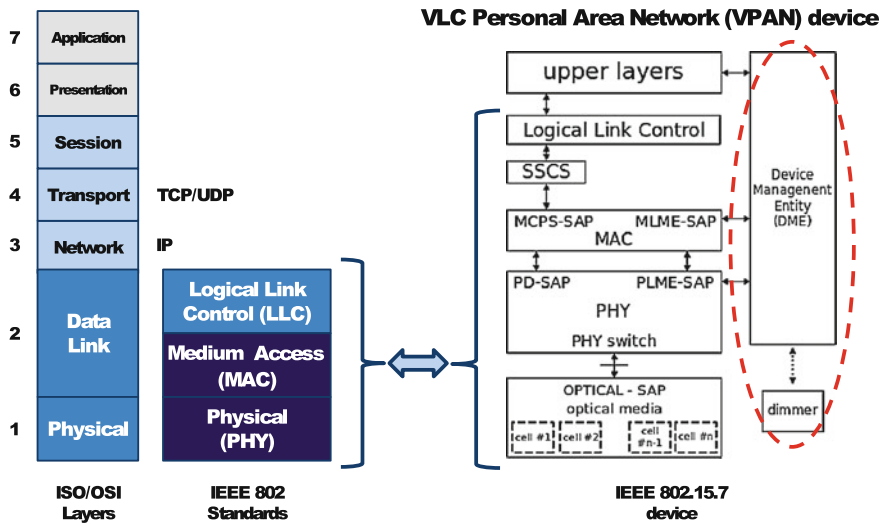 VLC Personal Area Network (VPAN) device
7
Application
6
Presentation
5
Session
4
Transport
TCP/UDP
3
Network
IP
2
Data
Link
Logical Link
Control (LLC)
Medium Access
(MAC)
1
Physical
Physical
(PHY)
ISO/OSI
Layers
IEEE 802
Standards
upper layers
Logical Link Control
SSCS
MCPS-SAP MLME-SAP
MAC
PD-SAP PLME-SAP
PHY
PHY switch
OPTICAL - SAP
optical media
cell #1
cell #2
cell
#n-1
cell #n
Device
Management
Entity
(DME)
dimmer
IEEE 802.15.7
device